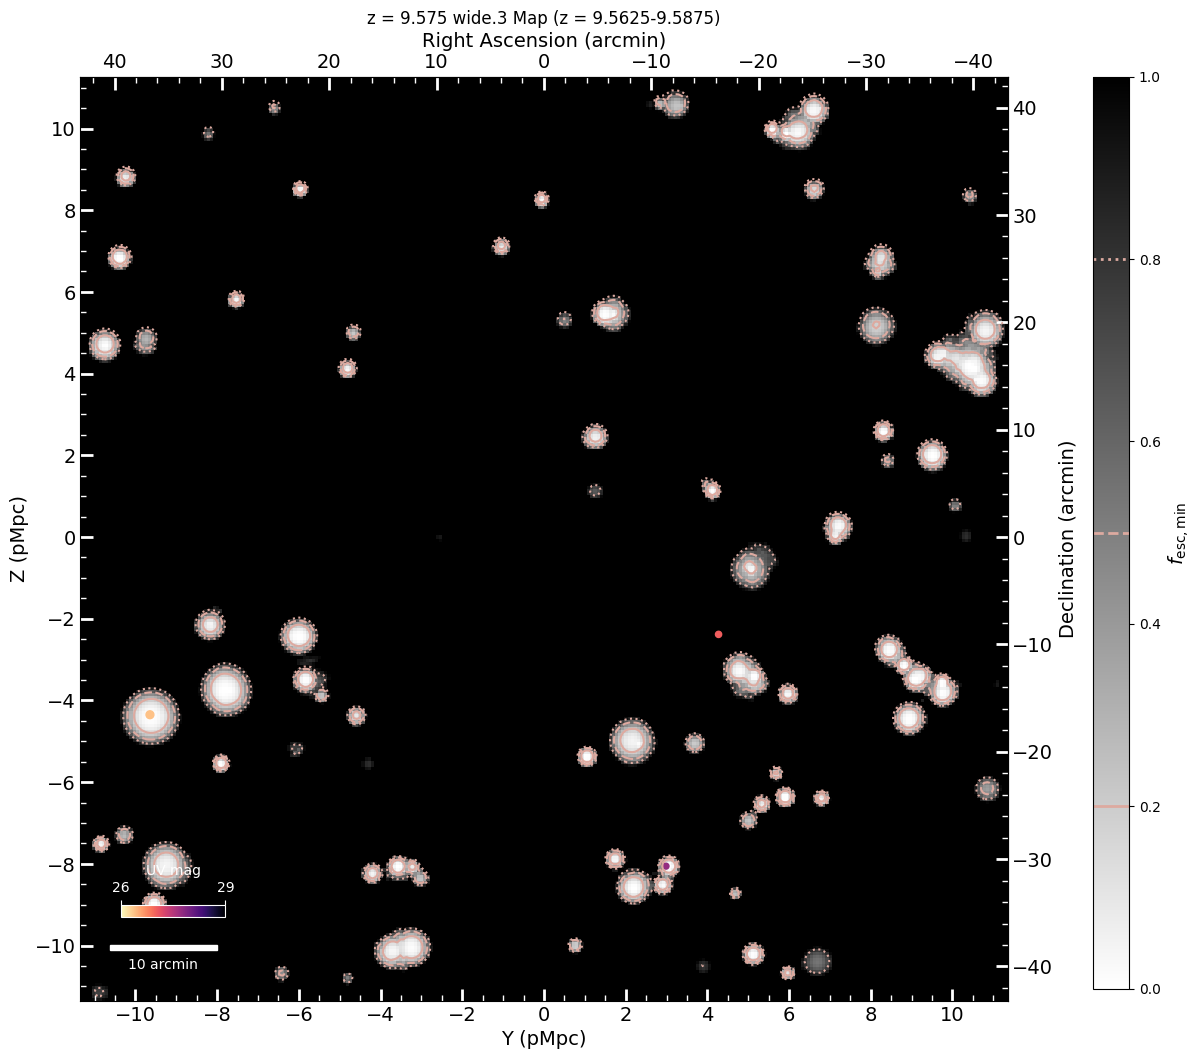 z = 9.575 wide.3 Map (z = 9.5625-9.5875)
Right Ascension (arcmin)
40 30 20 10 0 −10 −20 −30 −40
10
8
6
4
2
0
−2
−4
−6
−8
−10
Z (pMpc)
40
30
20
10
0
−10
−20
−30
−40
Declination (arcmin)
1.0
0.8
0.6
0.4
0.2
0.0
fesc, min
UV mag
26 29
10 arcmin
−10 −8 −6 −4 −2 0 2 4 6 8 10
Y (pMpc)